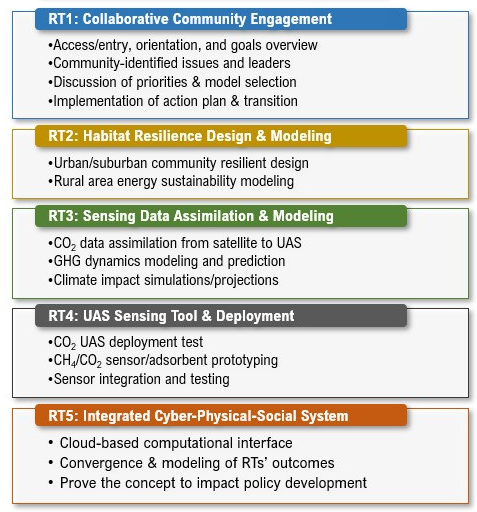 RT1: Collaborative Community Engagement
•Access/entry, orientation, and goals overview
•Community-identified issues and leaders
•Discussion of priorities & model selection
•Implementation of action plan & transition
RT2: Habitat Resilience Design & Modeling
•Urban/suburban community resilient design
•Rural area energy sustainability modeling
RT3: Sensing Data Assimilation & Modeling
•CO₂ data assimilation from satellite to UAS
•GHG dynamics modeling and prediction
•Climate impact simulations/projections
RT4: UAS Sensing Tool & Deployment
•CO₂ UAS deployment test
•CH₄/CO₂ sensor/adsorbent prototyping
•Sensor integration and testing
RT5: Integrated Cyber-Physical-Social System
• Cloud-based computational interface
• Convergence & modeling of RTs' outcomes
• Prove the concept to impact policy development